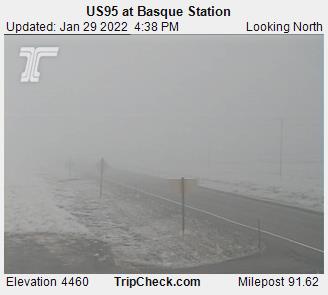 US95 at Basque Station
Updated: Jan 29 2022 4:38 PM Looking North
Elevation 4460 TripCheck.com Milepost 91.62